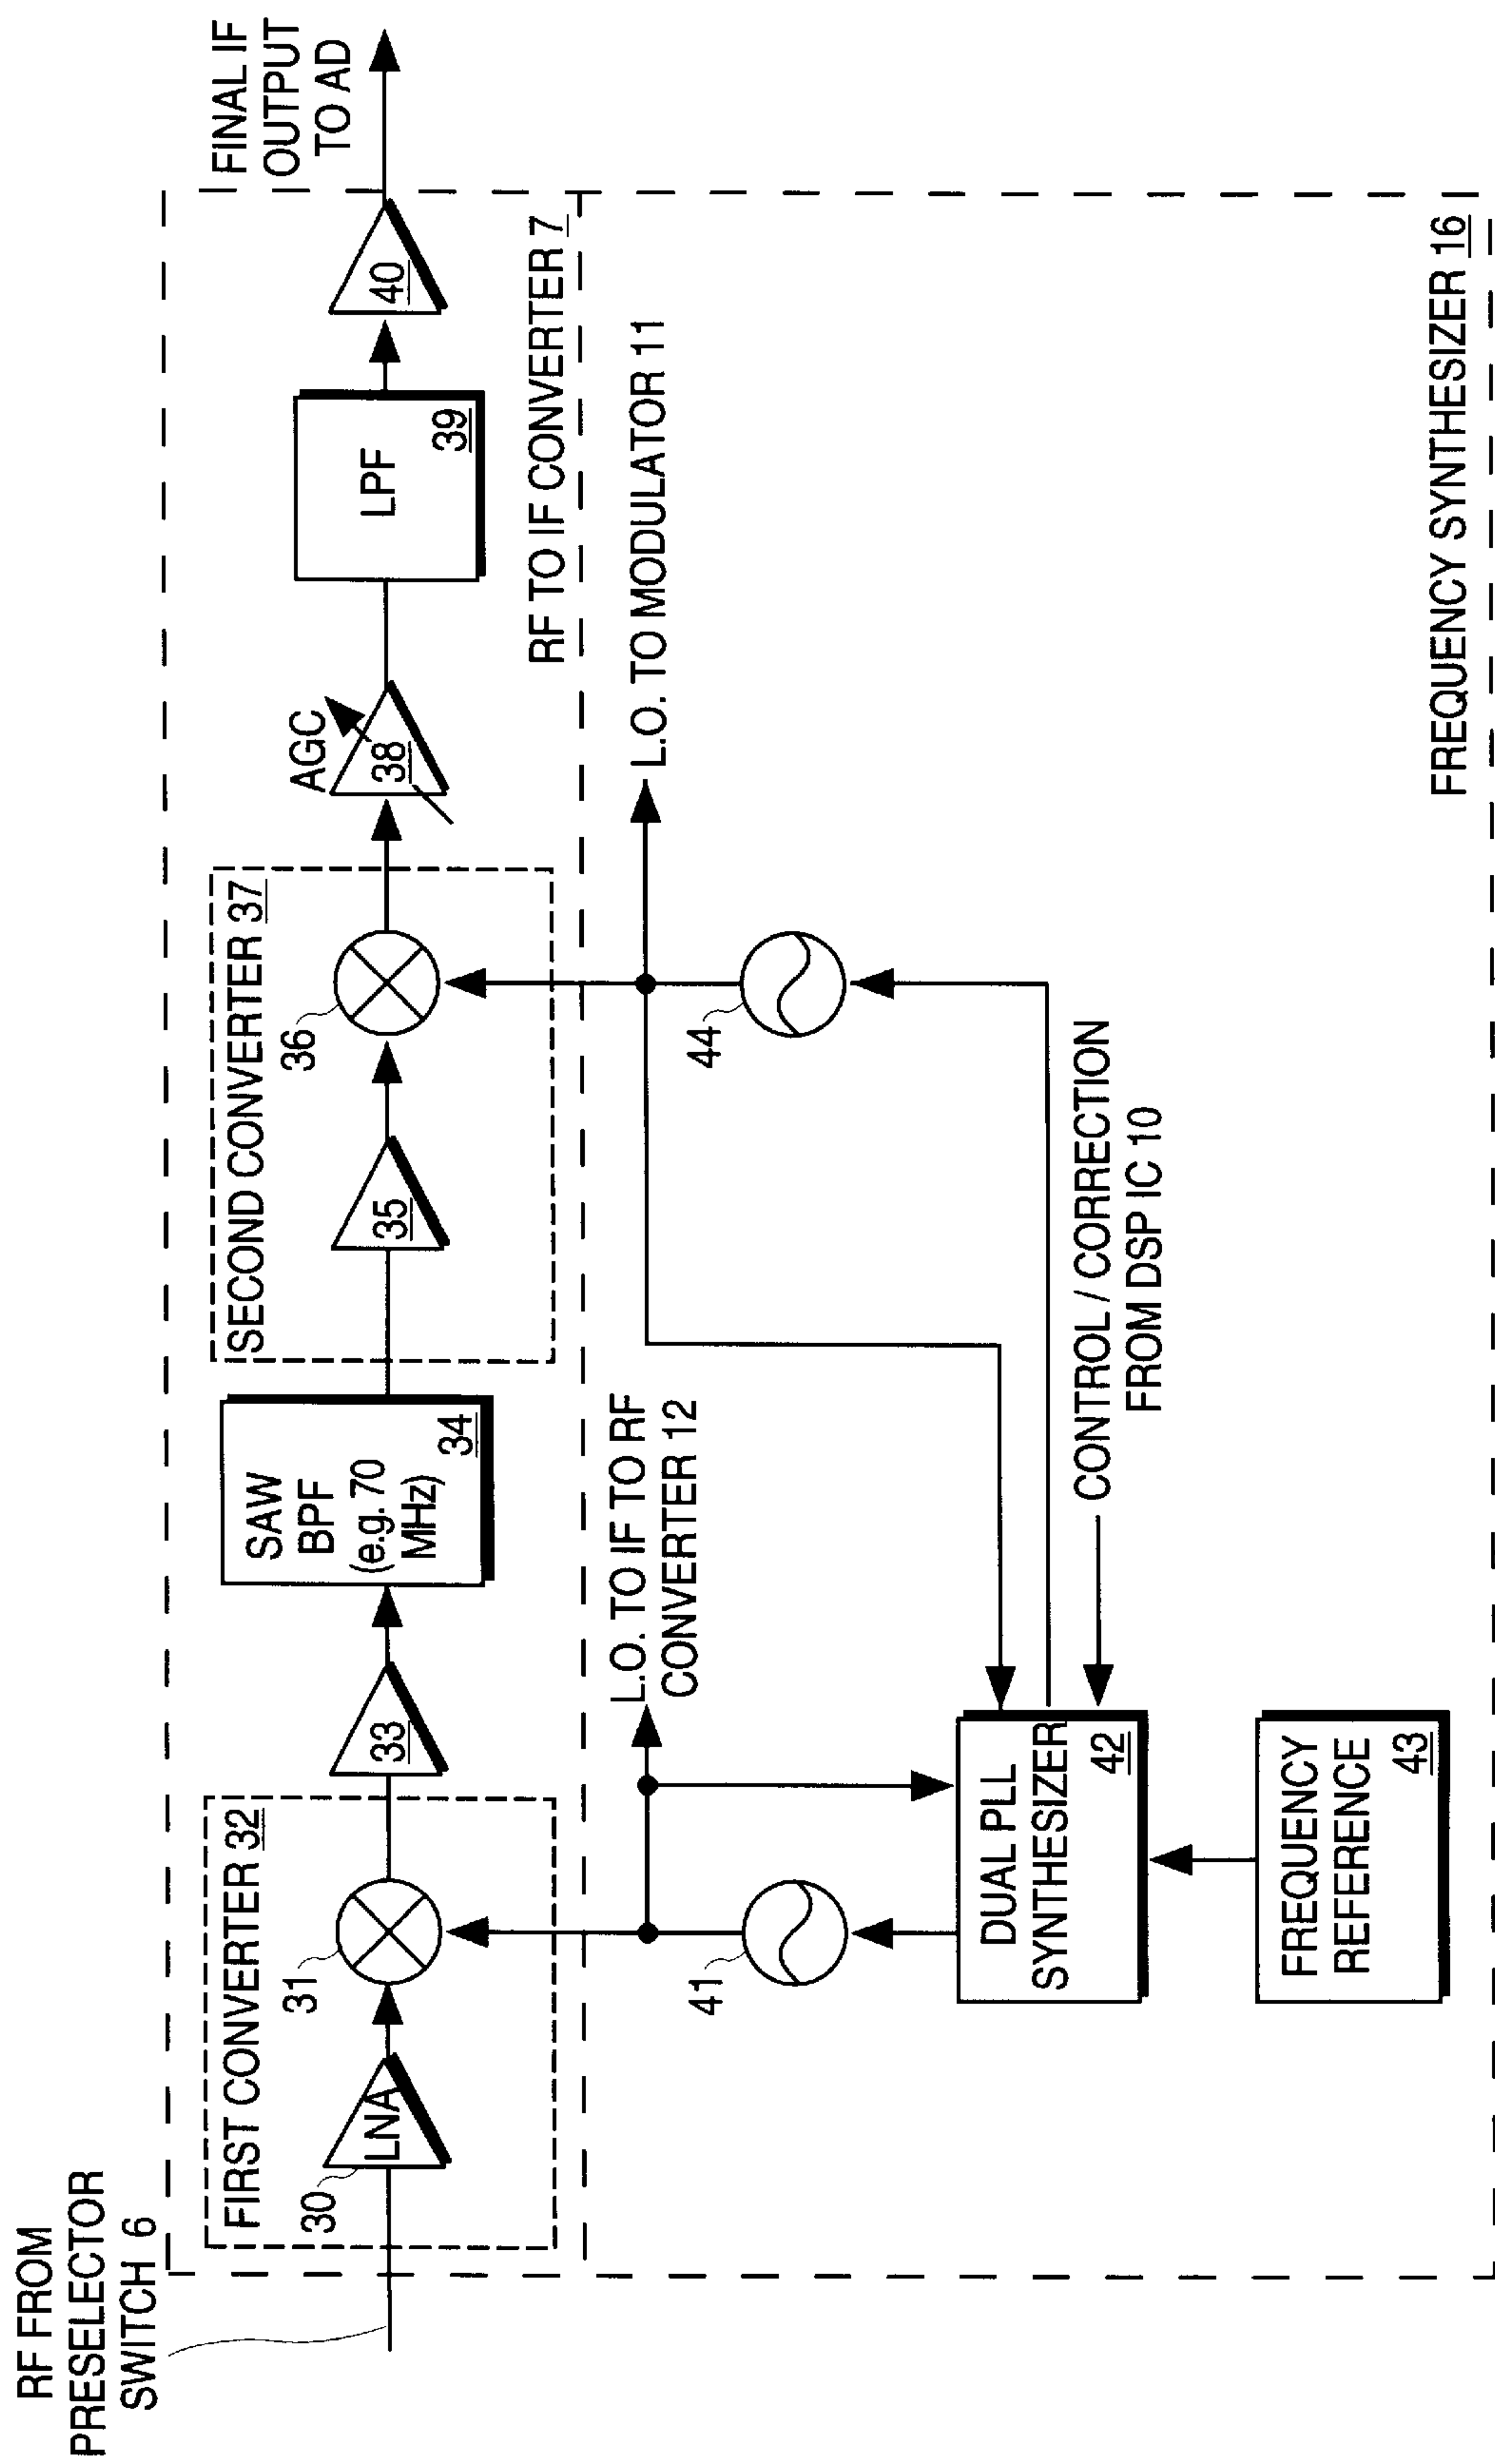 RF FROM
PRESELECTOR
SWITCH 6
FIRST CONVERTER 32
30
LNA
31
33
SAW
BPF
(e.g. 70
MHz)
34
SECOND CONVERTER 37
35
36
AGC
38
LPF
39
40
FINAL IF
OUTPUT
TO AD
RF TO IF CONVERTER 7
L.O. TO IF TO RF
CONVERTER 12
L.O. TO MODULATOR 11
41
44
DUAL PLL
SYNTHESIZER
42
CONTROL / CORRECTION
FROM DSP IC 10
FREQUENCY
REFERENCE
43
FREQUENCY SYNTHESIZER 16